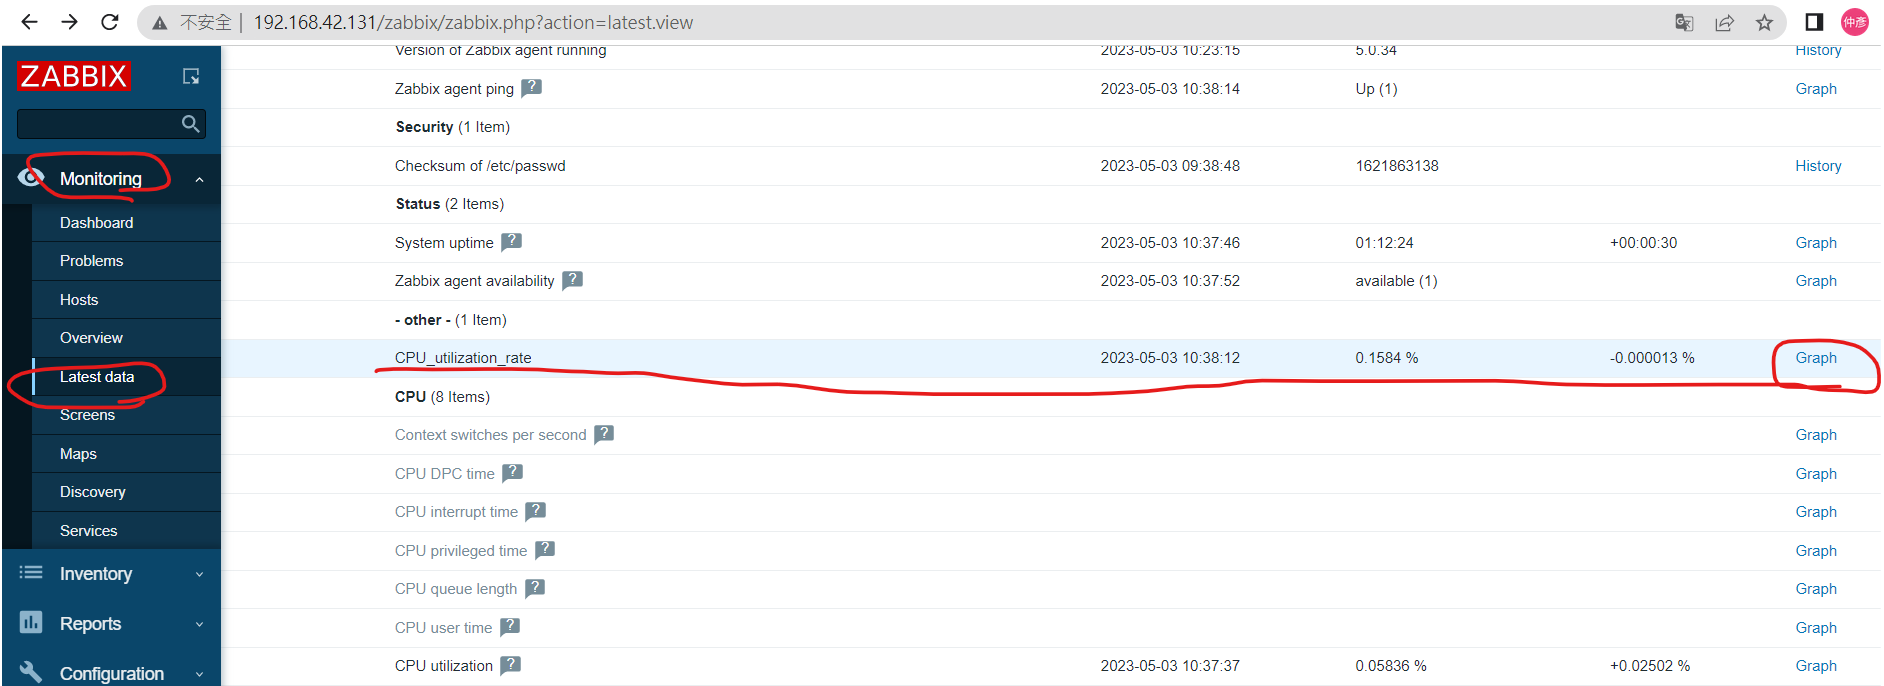 不安全 192.168.42.131/zabbix/zabbix.php?action=latest.view 仲彥
ZABBIX
Monitoring
Dashboard
Problems
Hosts
Overview
Latest data
Screens
Maps
Discovery
Services
Inventory
Reports
Configuration
Version of Zabbix agent running 2023-05-03 10:23:15 5.0.34 History
Zabbix agent ping ? 2023-05-03 10:38:14 Up (1) Graph
Security (1 Item)
Checksum of /etc/passwd 2023-05-03 09:38:48 1621863138 History
Status (2 Items)
System uptime ? 2023-05-03 10:37:46 01:12:24 +00:00:30 Graph
Zabbix agent availability ? 2023-05-03 10:37:52 available (1) Graph
- other - (1 Item)
CPU_utilization_rate 2023-05-03 10:38:12 0.1584 % -0.000013 % Graph
CPU (8 Items)
Context switches per second ? Graph
CPU DPC time ? Graph
CPU interrupt time ? Graph
CPU privileged time ? Graph
CPU queue length ? Graph
CPU user time ? Graph
CPU utilization ? 2023-05-03 10:37:37 0.05836 % +0.02502 % Graph